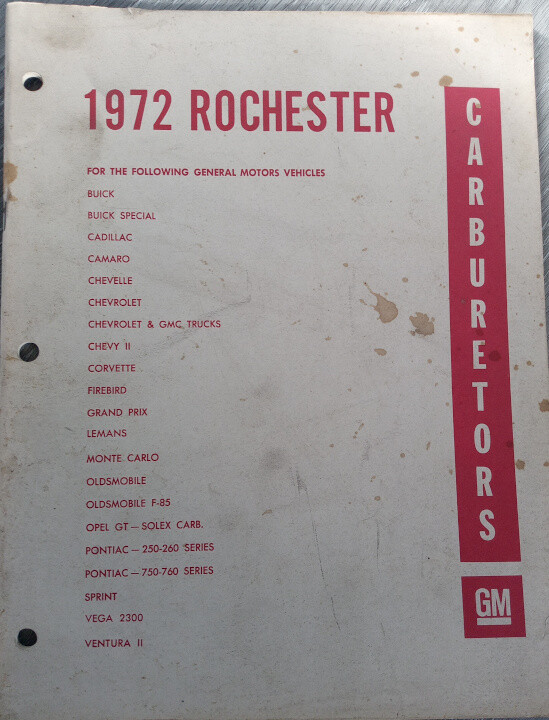 1972 ROCHESTER
FOR THE FOLLOWING GENERAL MOTORS VEHICLES
BUICK
BUICK SPECIAL
CADILLAC
CAMARO
CHEVELLE
CHEVROLET
CHEVROLET & GMC TRUCKS
CHEVY II
CORVETTE
FIREBIRD
GRAND PRIX
LEMANS
MONTE CARLO
OLDSMOBILE
OLDSMOBILE F-85
OPEL GT — SOLEX CARB.
PONTIAC — 250-260 SERIES
PONTIAC — 750-760 SERIES
SPRINT
VEGA 2300
VENTURA II
CARBURETORS
GM